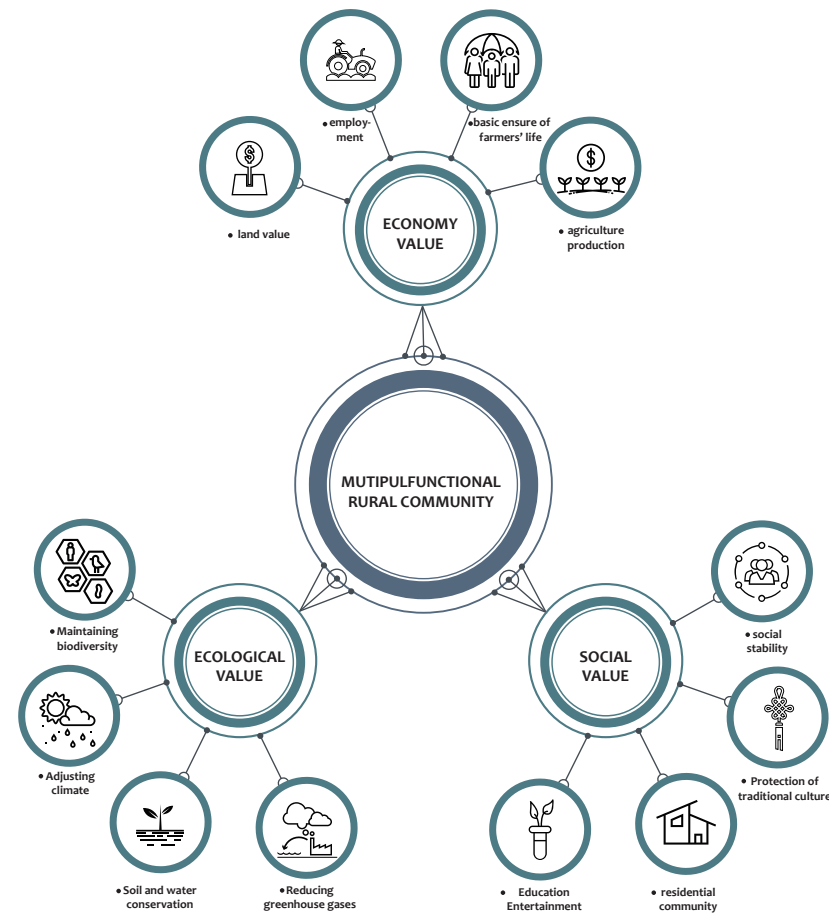 • employ-
ment
• basic ensure of
farmers' life
• land value
• agriculture
production
ECONOMY
VALUE
MUTIPULFUNCTIONAL
RURAL COMMUNITY
• Maintaining
biodiversity
ECOLOGICAL
VALUE
• Adjusting
climate
• Soil and water
conservation
• Reducing
greenhouse gases
SOCIAL
VALUE
• social
stability
• Protection of
traditional culture
• Education
Entertainment
• residential
community